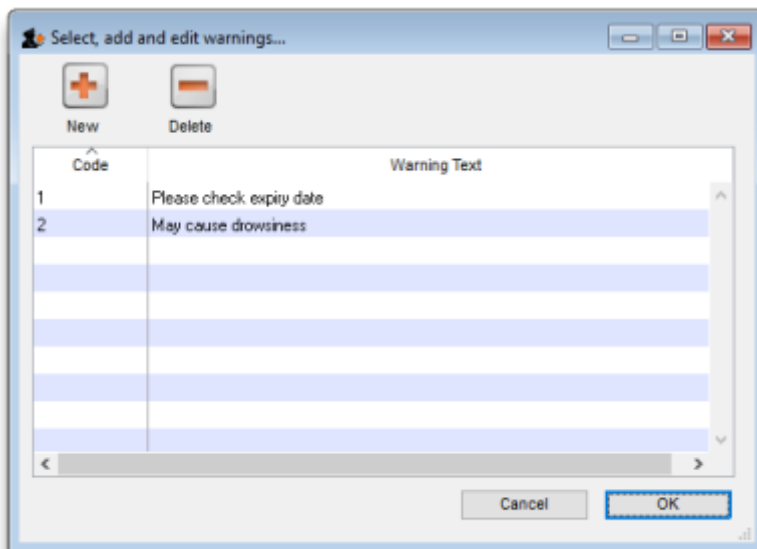 Select, add and edit warnings...
New Delete
Code Warning Text
1 Please check expiry date
2 May cause drowsiness
Cancel OK